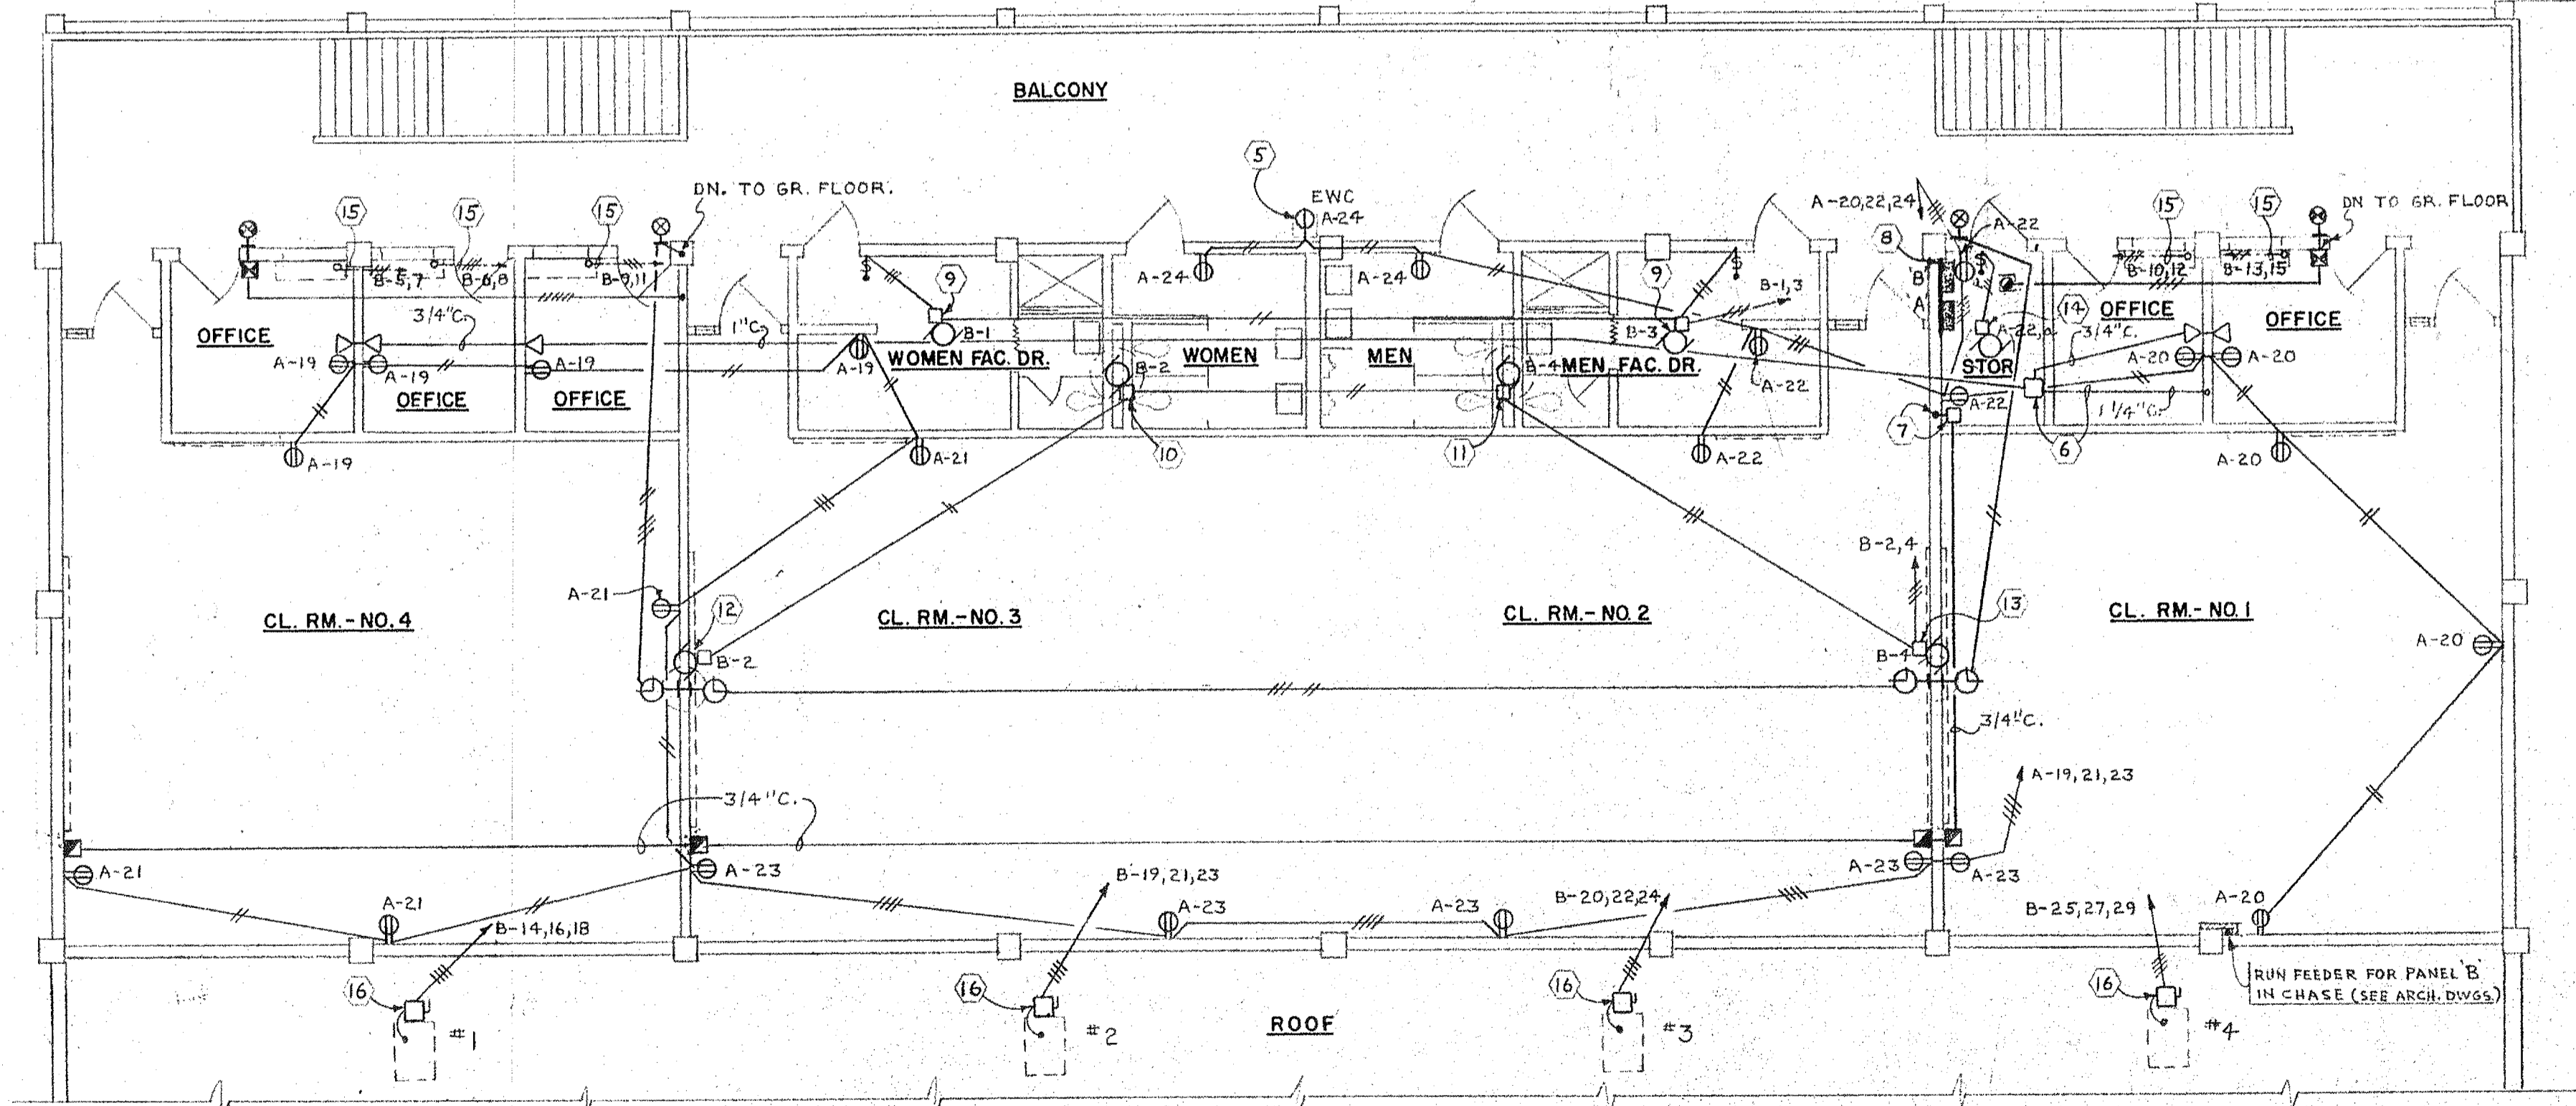 BALCONY
5
EWC
A-24
DN. TO GR. FLOOR.
A-20,22,24
DN TO GR. FLOOR
15
15
15
15
15
8
A-22
B-5,7
B-6,8
B-9,11
A-24
A-24
9
9
B-1,3
'B'
'A'
B-10,12
B-13,15
3/4"C.
1"C.
B-1
B-3
A-22,a
14
3/4"C.
OFFICE
OFFICE
OFFICE
A-19
A-19
A-19
OFFICE
OFFICE
A-19
WOMEN FAC. DR.
WOMEN
MEN
MEN. FAC. DR.
STOR
A-20
A-20
B-2
B-4
A-22
A-22
1 1/4"C.
7
6
A-19
A-21
10
11
A-22
A-20
B-2,4
A-21
12
13
CL. RM.-NO. 4
CL. RM.-NO. 3
CL. RM.-NO. 2
CL. RM.-NO. 1
B-2
B-4
A-20
3/4"C.
3/4"C.
A-19,21,23
A-21
A-23
A-23
A-23
A-21
B-19,21,23
A-23
A-23
B-20,22,24
B-25,27,29
A-20
B-14,16,18
16
16
16
16
RUN FEEDER FOR PANEL 'B'
IN CHASE (SEE ARCH. DWGS.)
#1
#2
ROOF
#3
#4